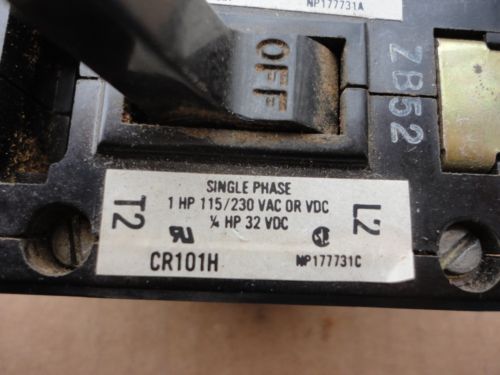 NP177731A
OFF
ZB52
SINGLE PHASE
1 HP 115/230 VAC OR VDC
¼ HP 32 VDC
T2
L2
CR101H
NP177731C